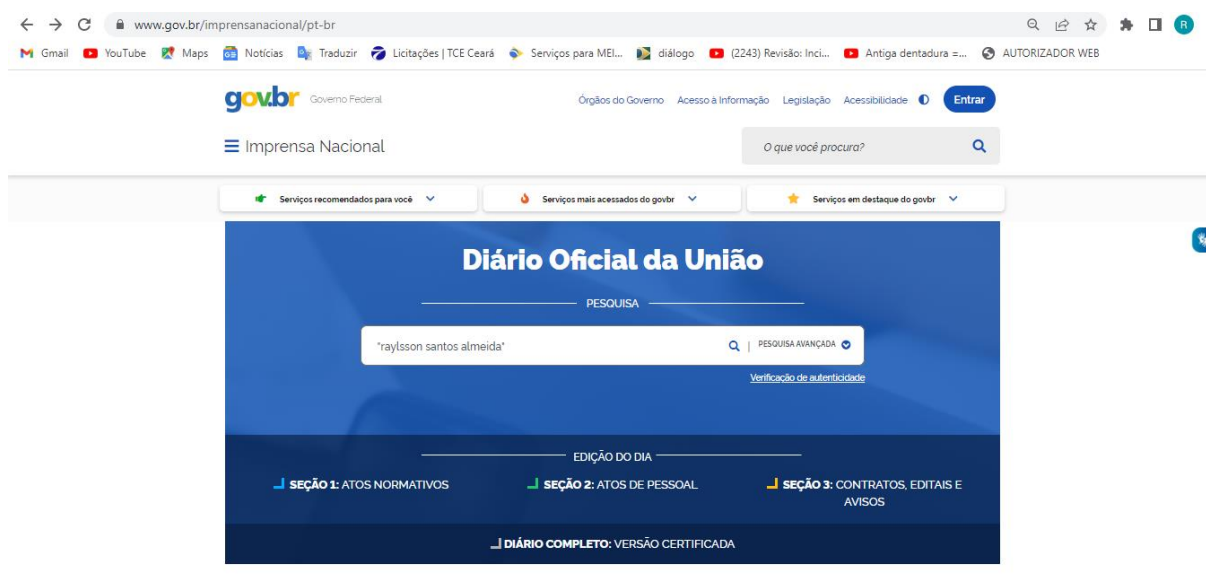 www.gov.br/imprensanacional/pt-br
R
Gmail YouTube Maps Notícias Traduzir Licitações | TCE Ceará Serviços para MEI... diálogo (2243) Revisão: Inci... Antiga dentadura =... AUTORIZADOR WEB
gov.br Governo Federal Órgãos do Governo Acesso à Informação Legislação Acessibilidade Entrar
Imprensa Nacional O que você procura?
Serviços recomendados para você Serviços mais acessados do govbr Serviços em destaque do govbr
Diário Oficial da União
PESQUISA
"raylsson santos almeida" | PESQUISA AVANÇADA
Verificação de autenticidade
EDIÇÃO DO DIA
SEÇÃO 1: ATOS NORMATIVOS SEÇÃO 2: ATOS DE PESSOAL SEÇÃO 3: CONTRATOS, EDITAIS E
AVISOS
DIÁRIO COMPLETO: VERSÃO CERTIFICADA